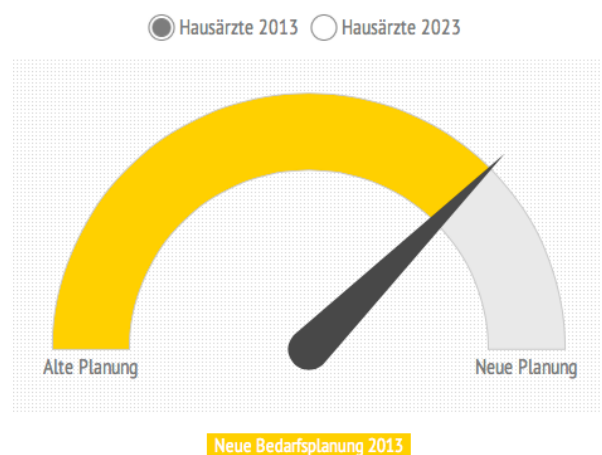 Hausärzte 2013 Hausärzte 2023
Alte Planung Neue Planung
Neue Bedarfsplanung 2013